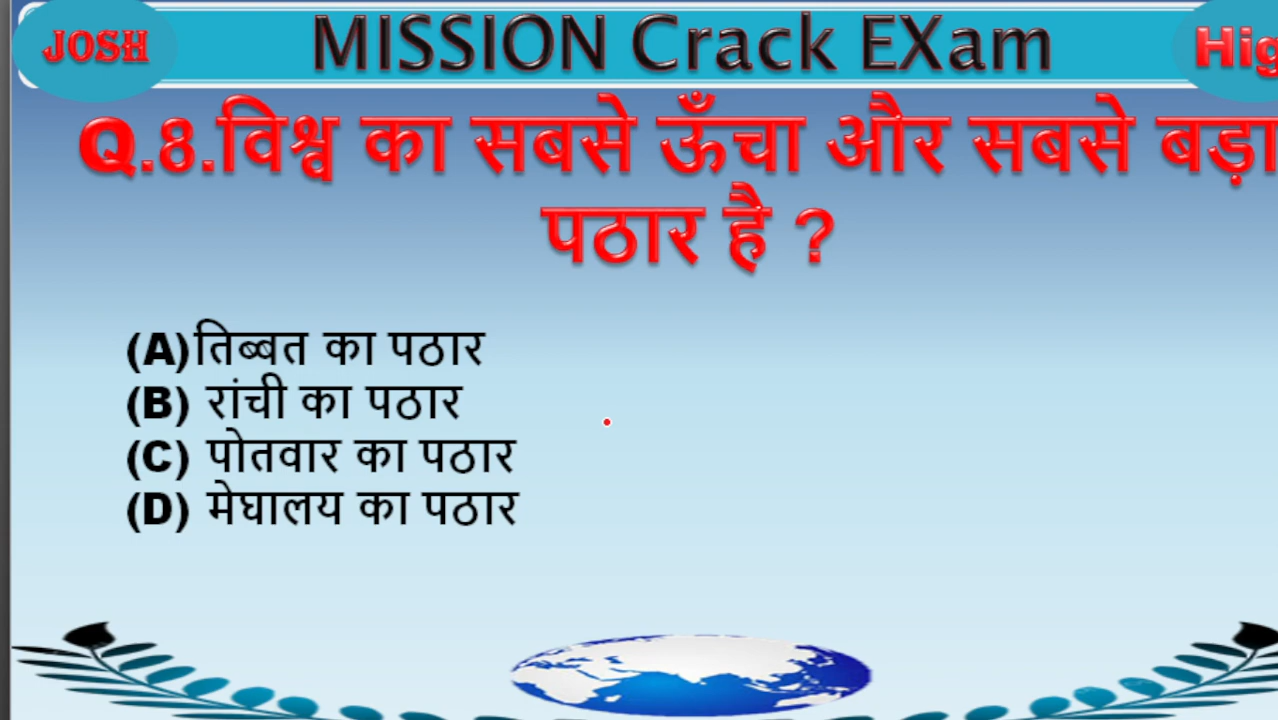 JOSH
MISSION Crack EXam
Hig
Q.8.विश्व का सबसे ऊँचा और सबसे बड़ा
पठार है ?
(A)तिब्बत का पठार
(B) रांची का पठार
(C) पोतवार का पठार
(D) मेघालय का पठार